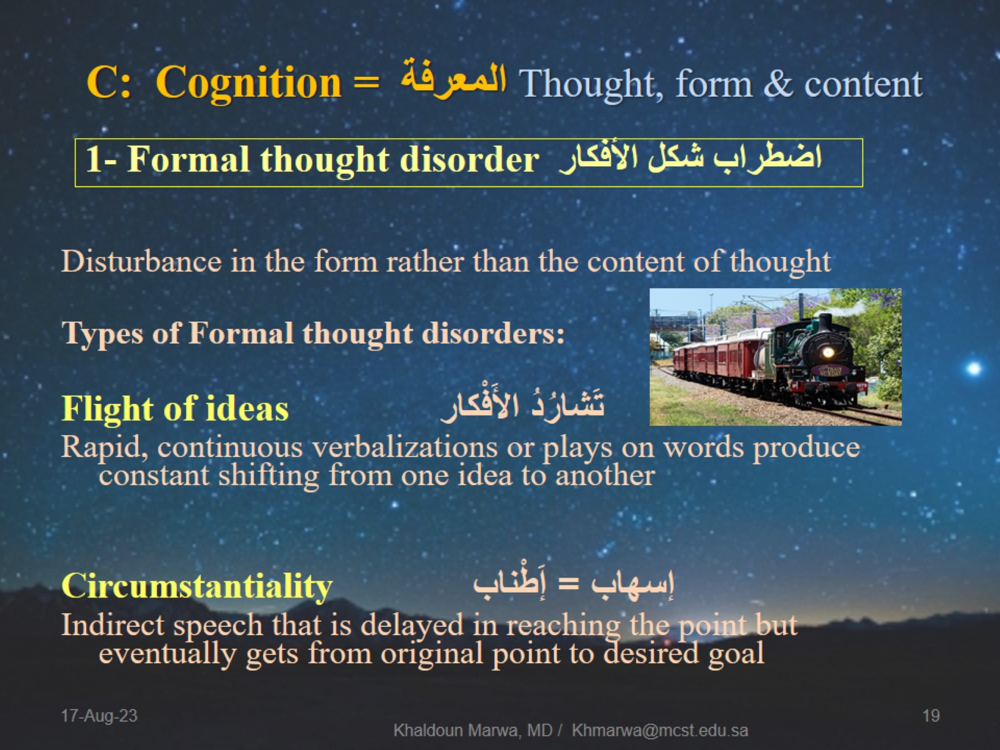 C: Cognition = المعرفة Thought, form & content
1- Formal thought disorder اضطراب شكل الأفكار
Disturbance in the form rather than the content of thought
Types of Formal thought disorders:
Flight of ideas تَشارُدُ الأَفْكار
Rapid, continuous verbalizations or plays on words produce
constant shifting from one idea to another
Circumstantiality إسهاب = إَطْناب
Indirect speech that is delayed in reaching the point but
eventually gets from original point to desired goal
17-Aug-23
Khaldoun Marwa, MD / Khmarwa@mcst.edu.sa
19